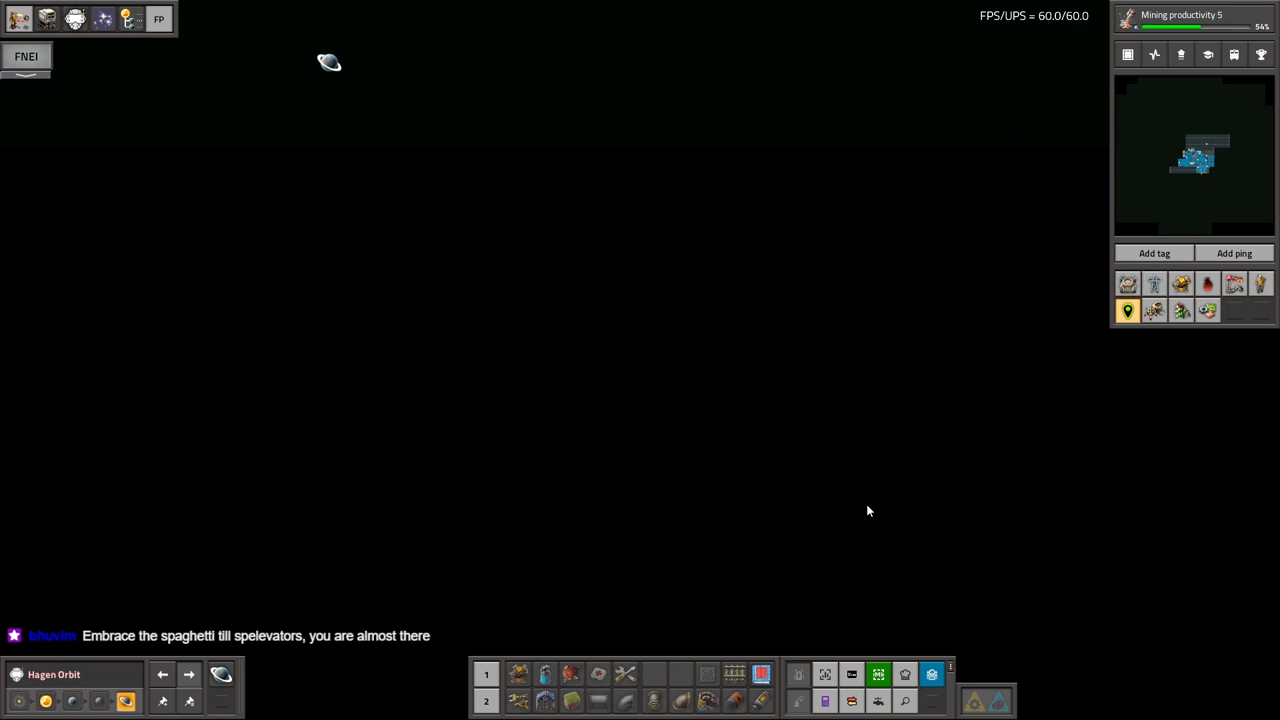 FP
FPS/UPS = 60.0/60.0
Mining productivity 5
54%
FNEI
Add tag
Add ping
bhuvim Embrace the spaghetti till spelevators, you are almost there
Hagen Orbit
1
2